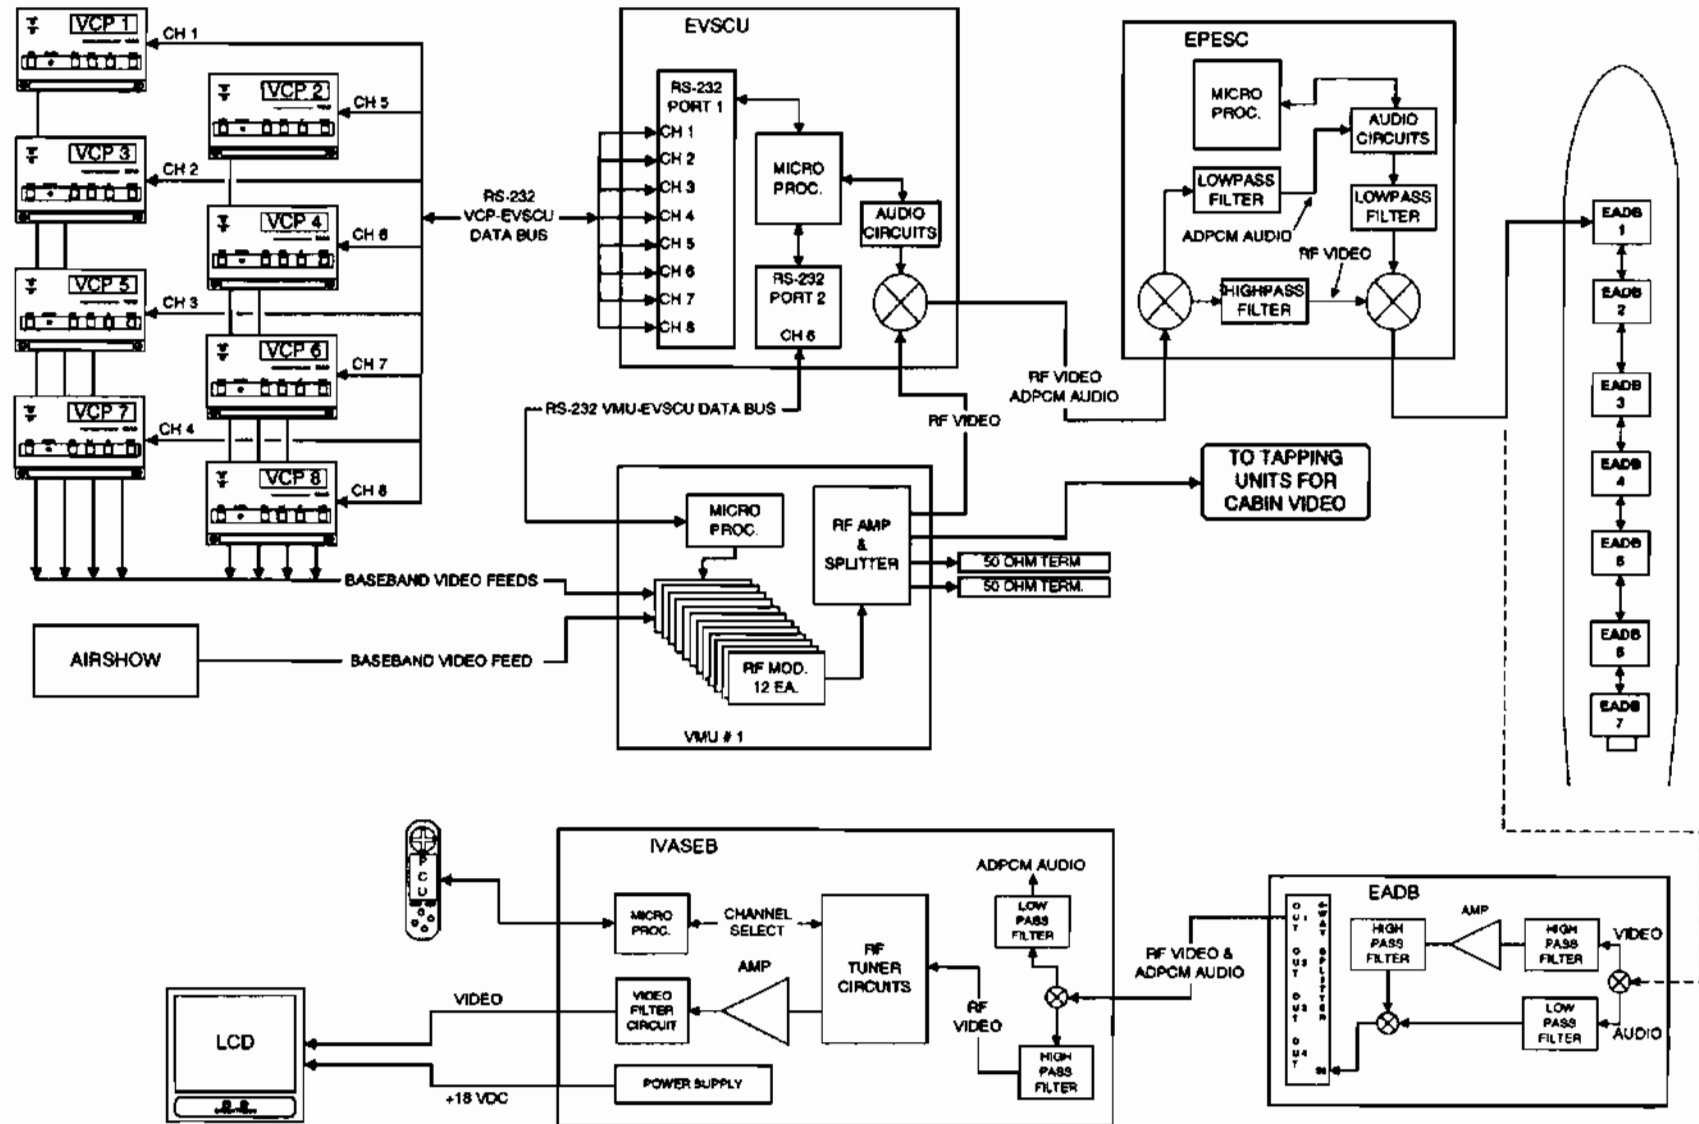 VCP 1
CH 1
VCP 2
CH 5
VCP 3
CH 2
VCP 4
CH 6
VCP 5
CH 3
VCP 6
CH 7
VCP 7
CH 4
VCP 8
CH 8
RS-232
VCP-EVSCU
DATA BUS
EVSCU
RS-232
PORT 1
CH 1
CH 2
CH 3
CH 4
CH 5
CH 6
CH 7
CH 8
MICRO
PROC.
AUDIO
CIRCUITS
RS-232
PORT 2
CH 6
EPESC
MICRO
PROC.
AUDIO
CIRCUITS
LOWPASS
FILTER
LOWPASS
FILTER
ADPCM AUDIO
RF VIDEO
HIGHPASS
FILTER
RF VIDEO
ADPCM AUDIO
RS-232 VMU-EVSCU DATA BUS
RF VIDEO
EADB
1
EADB
2
EADB
3
EADB
4
EADB
5
EADB
6
EADB
7
MICRO
PROC.
RF AMP
&
SPLITTER
TO TAPPING
UNITS FOR
CABIN VIDEO
50 OHM TERM
50 OHM TERM.
BASEBAND VIDEO FEEDS
AIRSHOW
BASEBAND VIDEO FEED
RF MOD.
12 EA.
VMU # 1
IVASEB
P
C
U
MICRO
PROC.
CHANNEL
SELECT
RF
TUNER
CIRCUITS
ADPCM AUDIO
LOW
PASS
FILTER
AMP
VIDEO
FILTER
CIRCUIT
VIDEO
RF
VIDEO
HIGH
PASS
FILTER
LCD
POWER SUPPLY
+18 VDC
RF VIDEO &
ADPCM AUDIO
EADB
4-WAY SPLITTER
OUT 1
OUT 2
OUT 3
OUT 4
IN
HIGH
PASS
FILTER
AMP
HIGH
PASS
FILTER
VIDEO
LOW
PASS
FILTER
AUDIO